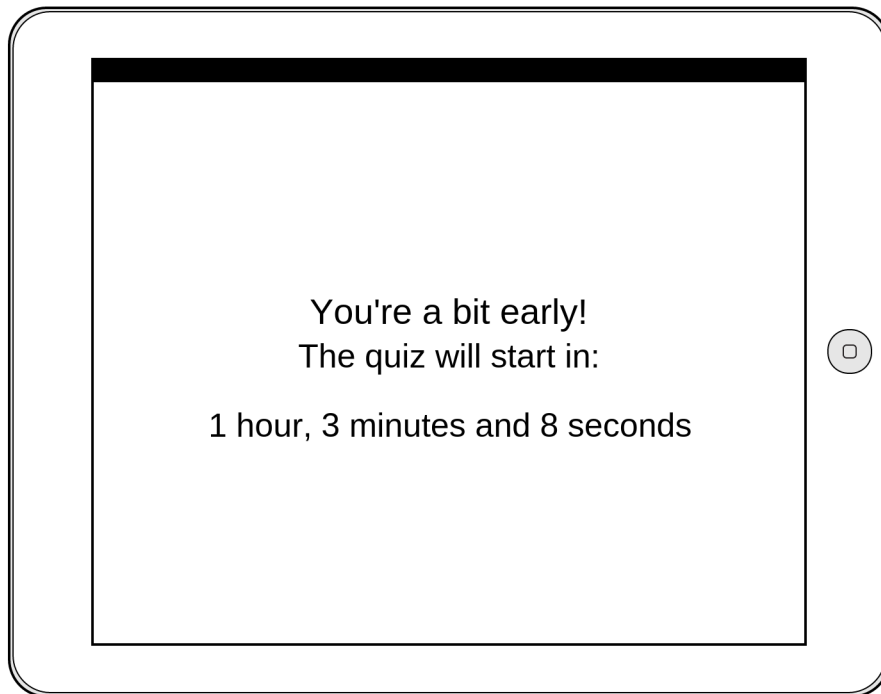 You're a bit early!
The quiz will start in:
1 hour, 3 minutes and 8 seconds